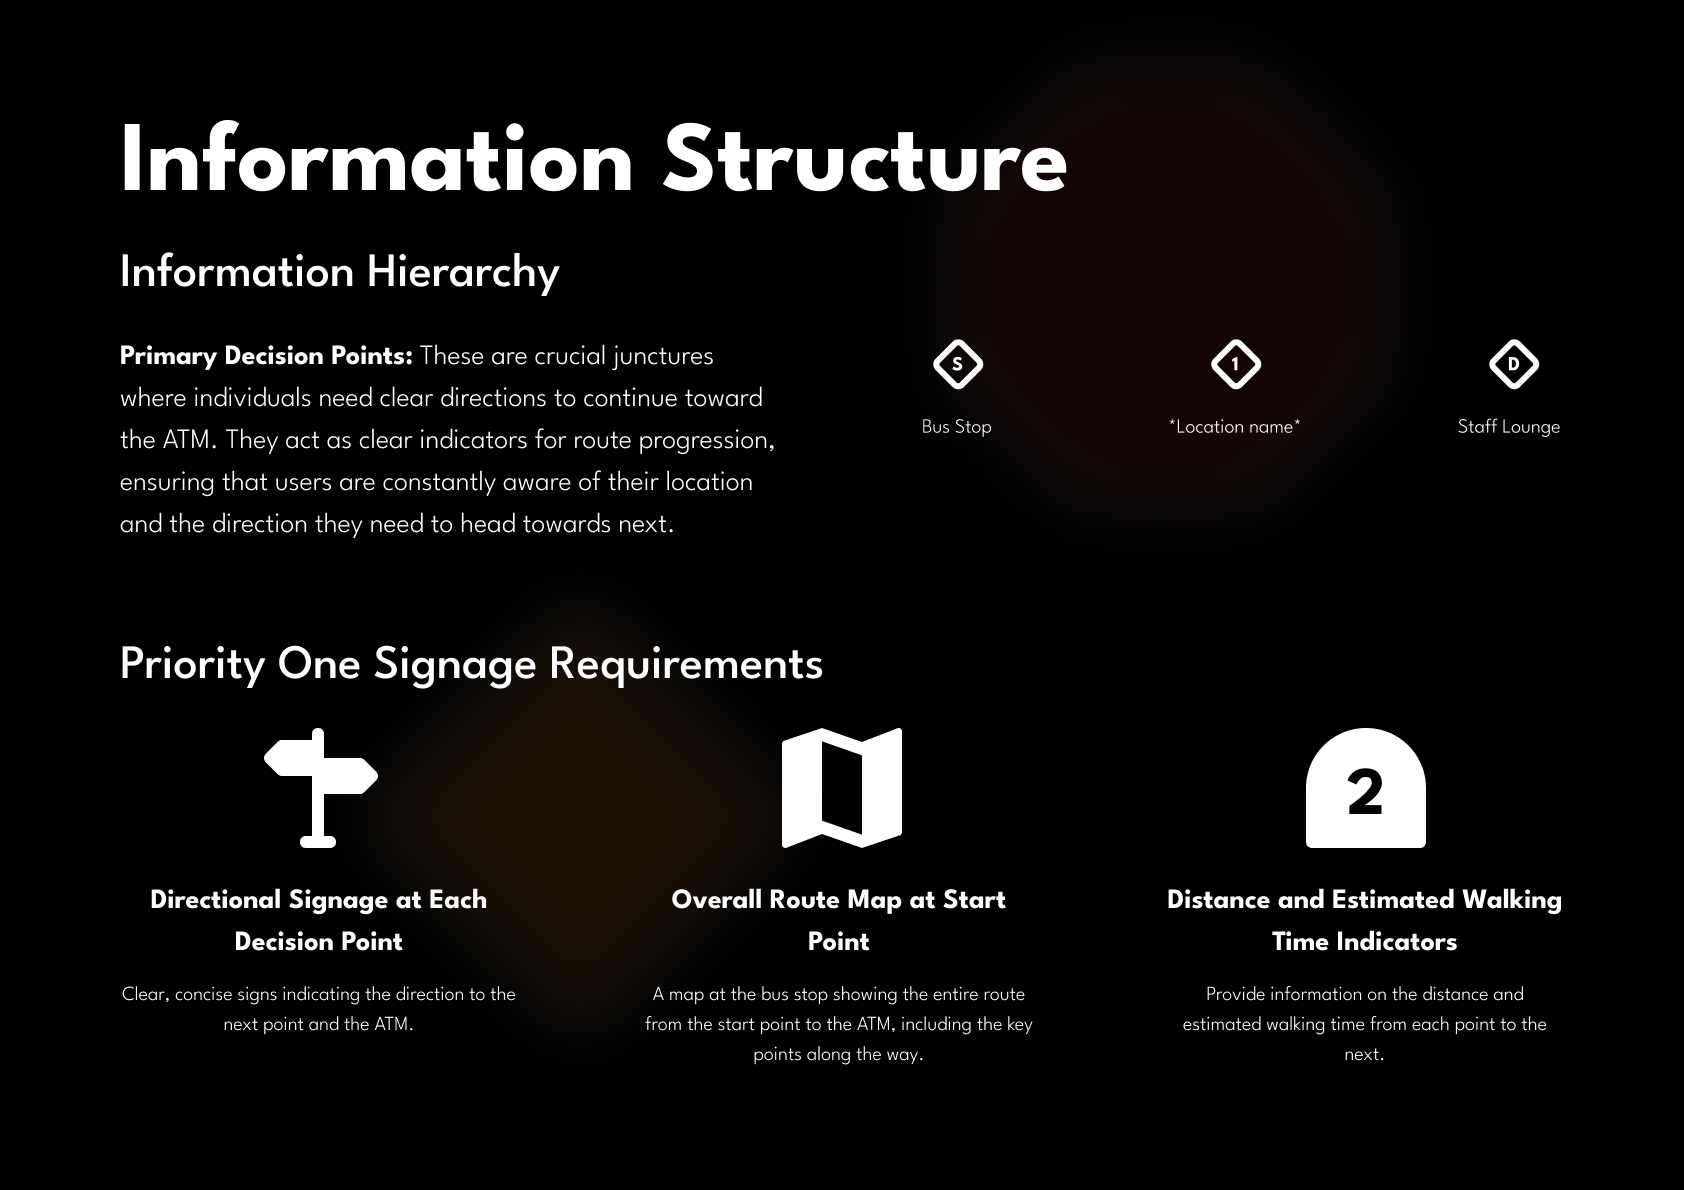 Information Structure
Information Hierarchy
Primary Decision Points: These are crucial junctures
where individuals need clear directions to continue toward
the ATM. They act as clear indicators for route progression,
ensuring that users are constantly aware of their location
and the direction they need to head towards next.
S
Bus Stop
1
*Location name*
D
Staff Lounge
Priority One Signage Requirements
Directional Signage at Each
Decision Point
Clear, concise signs indicating the direction to the
next point and the ATM.
Overall Route Map at Start
Point
A map at the bus stop showing the entire route
from the start point to the ATM, including the key
points along the way.
2
Distance and Estimated Walking
Time Indicators
Provide information on the distance and
estimated walking time from each point to the
next.